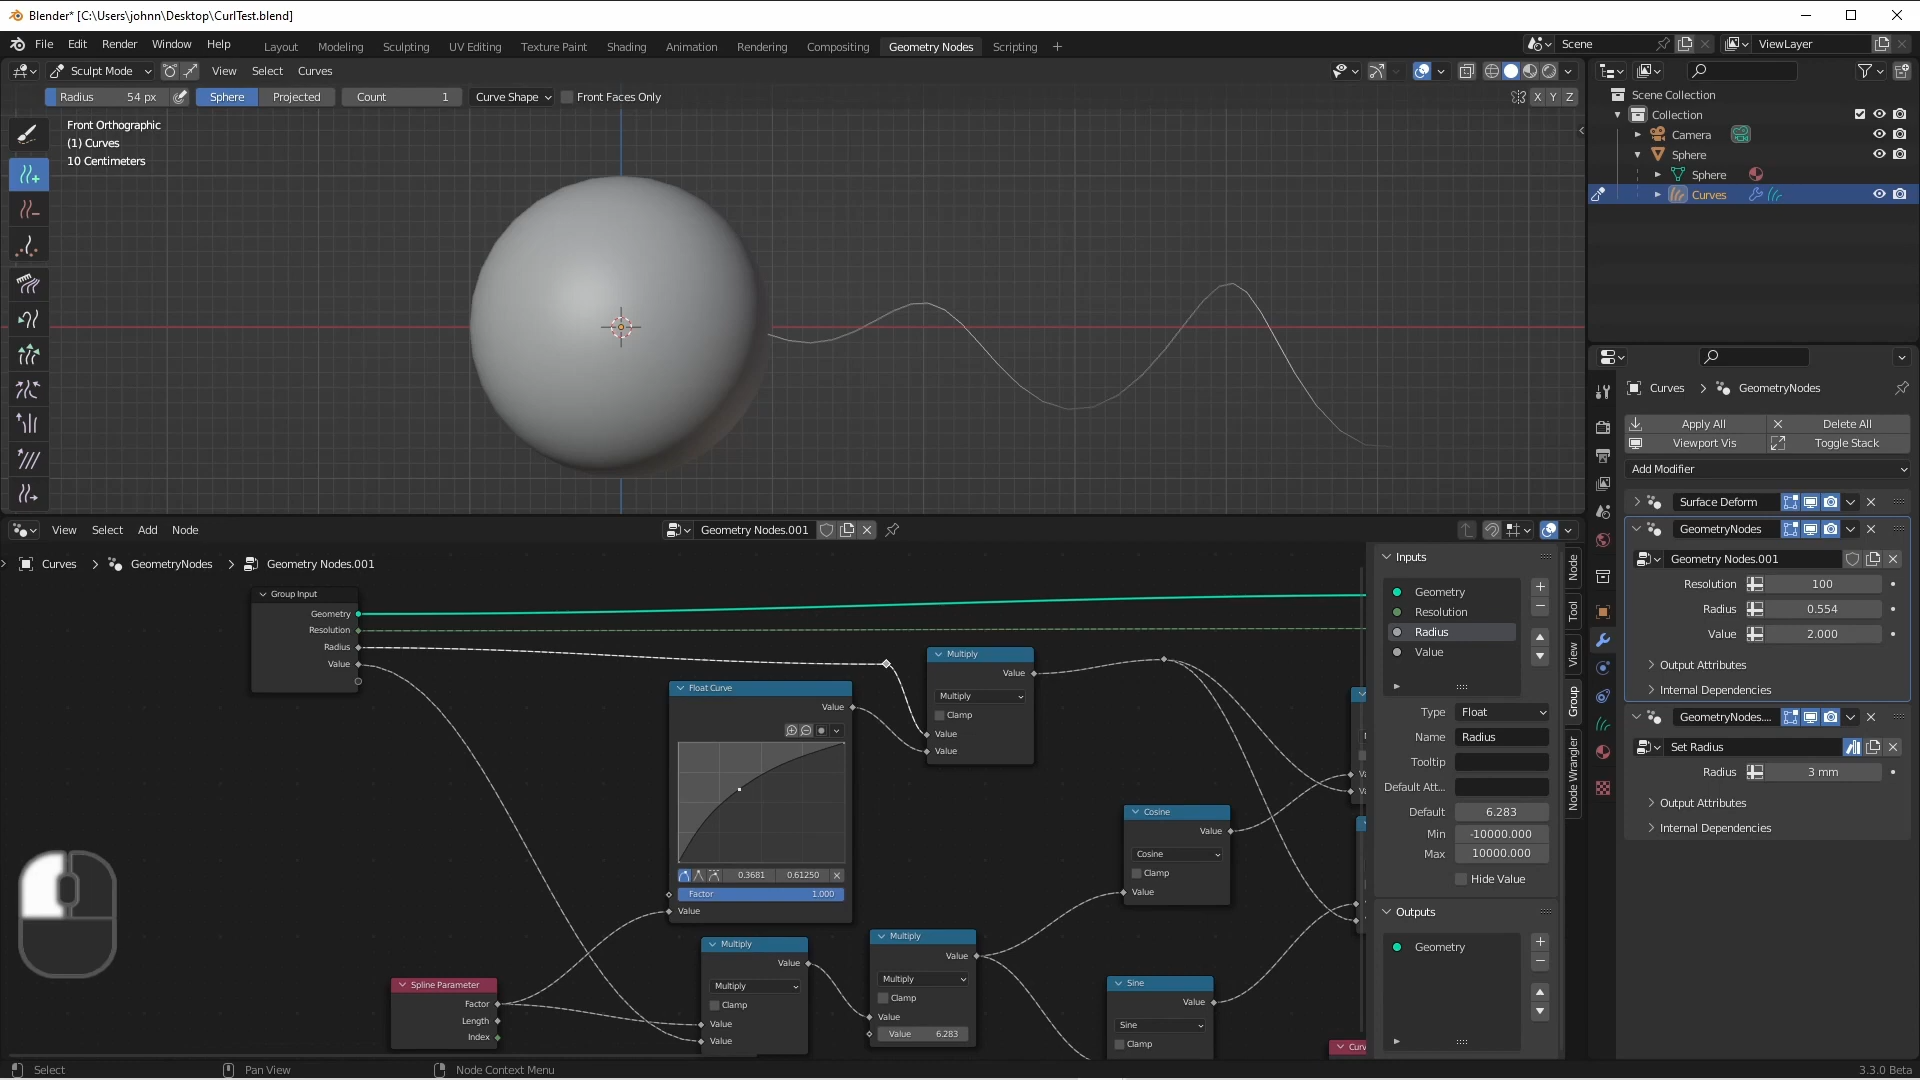 Blender* [C:\Users\johnn\Desktop\CurlTest.blend]
File Edit Render Window Help
Layout Modeling Sculpting UV Editing Texture Paint Shading Animation Rendering Compositing Geometry Nodes Scripting +
Scene
ViewLayer
Sculpt Mode View Select Curves
Radius 54 px Sphere Projected Count 1 Curve Shape Front Faces Only
X Y Z
Front Orthographic
(1) Curves
10 Centimeters
Scene Collection
Collection
Camera
Sphere
Sphere
Curves
Curves > GeometryNodes
Apply All Delete All
Viewport Vis Toggle Stack
Add Modifier
Surface Deform
GeometryNodes
Geometry Nodes.001
Resolution 100
Radius 0.554
Value 2.000
Output Attributes
Internal Dependencies
GeometryNodes....
Set Radius
Radius 3 mm
Output Attributes
Internal Dependencies
View Select Add Node
Geometry Nodes.001
Curves > GeometryNodes > Geometry Nodes.001
Group Input
Geometry
Resolution
Radius
Value
Float Curve
Value
0.3681 0.61250
Factor 1.000
Value
Multiply
Value
Multiply
Clamp
Value
Value
Cosine
Value
Cosine
Clamp
Value
Spline Parameter
Factor
Length
Index
Multiply
Value
Multiply
Clamp
Value
Value
Multiply
Value
Multiply
Clamp
Value
Value 6.283
Sine
Value
Sine
Clamp
Curv
Inputs
Geometry
Resolution
Radius
Value
Type Float
Name Radius
Tooltip
Default Att...
Default 6.283
Min -10000.000
Max 10000.000
Hide Value
Outputs
Geometry
Node
Tool
View
Group
Node Wrangler
Select Pan View Node Context Menu
3.3.0 Beta